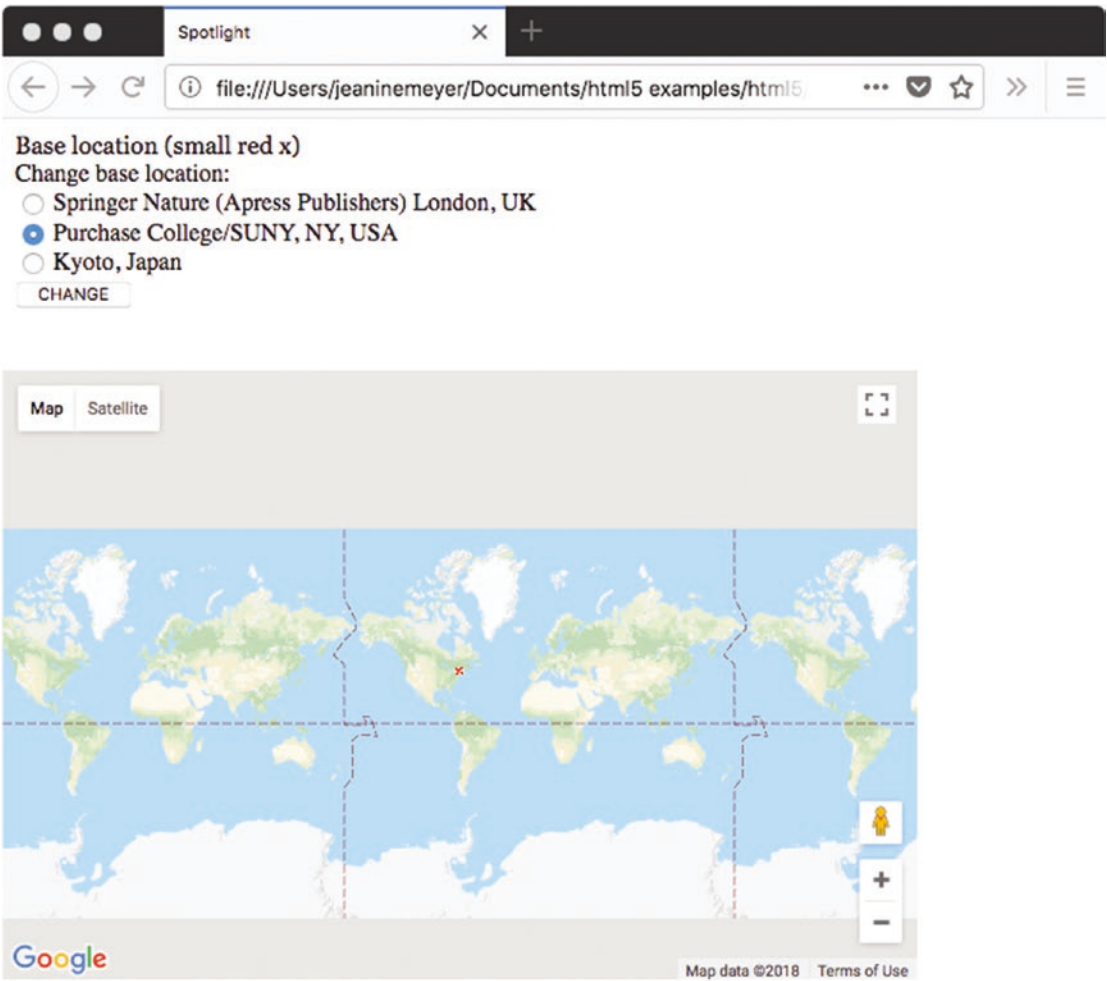 Spotlight
file:///Users/jeaninemeyer/Documents/html5 examples/html5/
Base location (small red x)
Change base location:
Springer Nature (Apress Publishers) London, UK
Purchase College/SUNY, NY, USA
Kyoto, Japan
CHANGE
Map Satellite
Google
Map data ©2018 Terms of Use